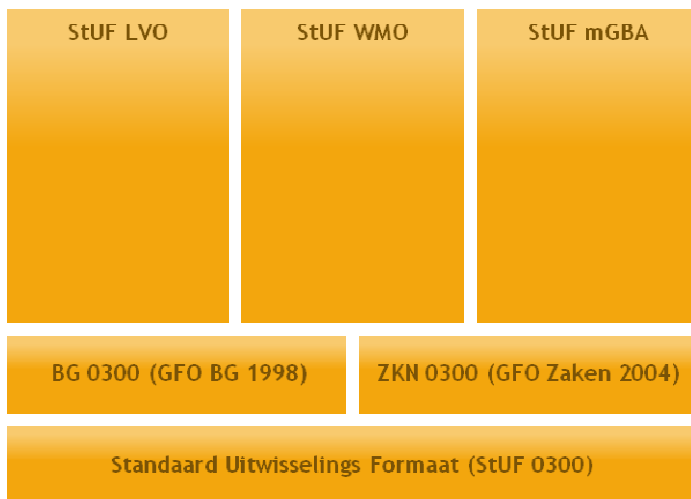 StUF LVO
StUF WMO
StUF mGBA
BG 0300 (GFO BG 1998)
ZKN 0300 (GFO Zaken 2004)
Standaard Uitwisselings Formaat (StUF 0300)